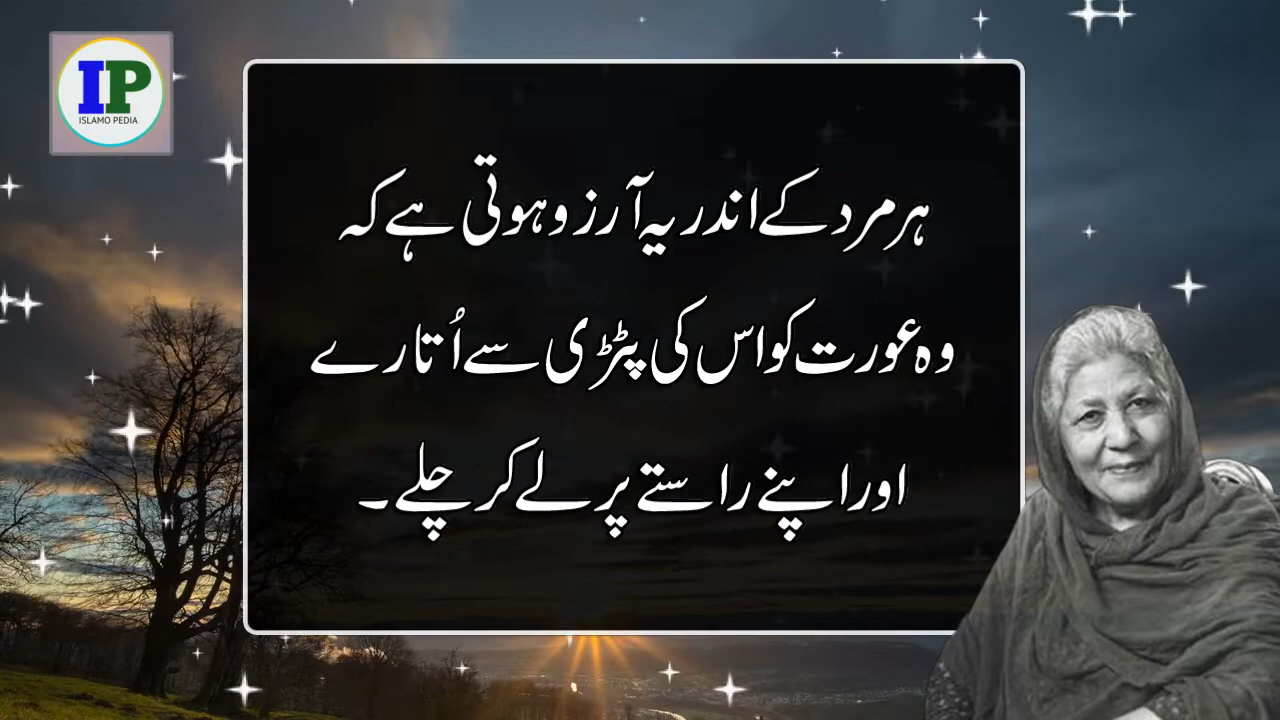 IP
ISLAMO PEDIA
ہر مرد کے اندر یہ آرزو ہوتی ہے کہ
وہ عورت کو اس کی پٹڑی سے اُتارے
اور اپنے راستے پر لے کر چلے۔